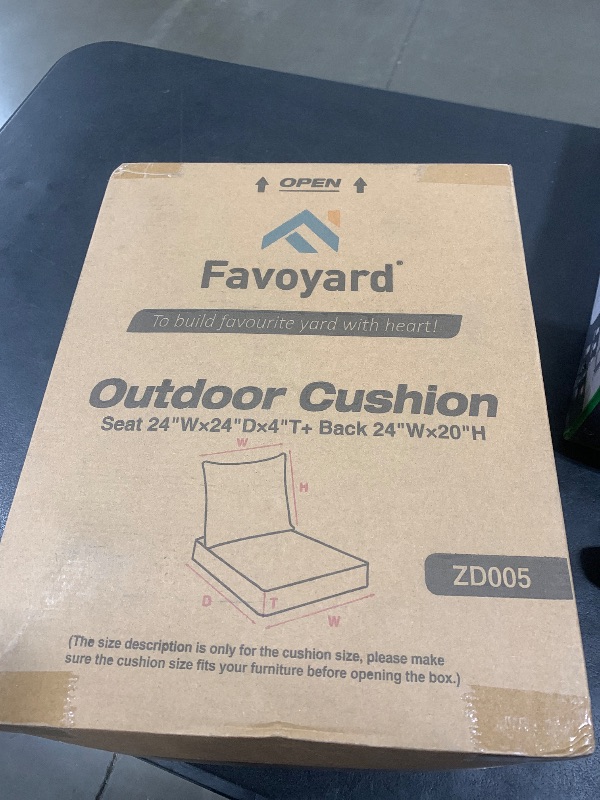 OPEN
Favoyard®
To build favourite yard with heart!
Outdoor Cushion
Seat 24"W×24"D×4"T+ Back 24"W×20"H
W
H
D
T
W
ZD005
(The size description is only for the cushion size, please make
sure the cushion size fits your furniture before opening the box.)